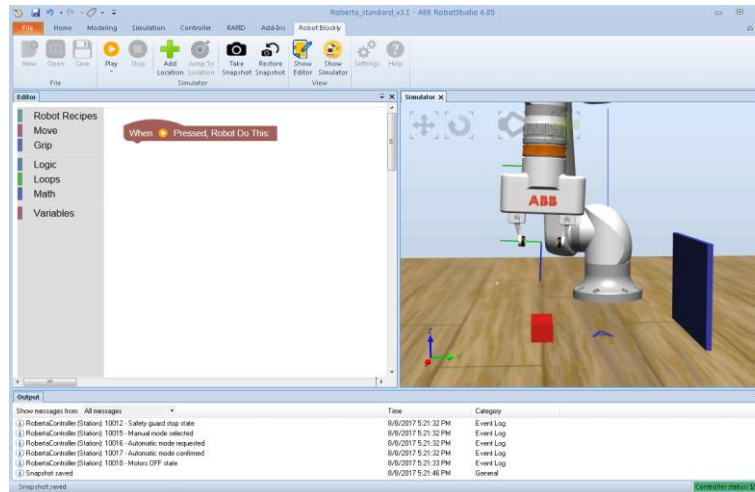 Roberta_standard_v3.1 - ABB RobotStudio 6.05
File Home Modeling Simulation Controller RAPID Add-Ins Robot Blockly
New Open Save Play Stop Add Location Jump To Location Take Snapshot Restore Snapshot Show Editor Show Simulator Settings Help
File Simulator View
Editor
Simulator X
Robot Recipes
Move
Grip
Logic
Loops
Math
Variables
When Pressed, Robot Do This:
ABB
Z
Output
Show messages from: All messages Time Category
RobertaController (Station): 10012 - Safety guard stop state 8/8/2017 5:21:32 PM Event Log
RobertaController (Station): 10015 - Manual mode selected 8/8/2017 5:21:32 PM Event Log
RobertaController (Station): 10016 - Automatic mode requested 8/8/2017 5:21:32 PM Event Log
RobertaController (Station): 10017 - Automatic mode confirmed 8/8/2017 5:21:32 PM Event Log
RobertaController (Station): 10010 - Motors OFF state 8/8/2017 5:21:33 PM Event Log
Snapshot saved 8/8/2017 5:21:46 PM General
Snapshot saved Controller status: